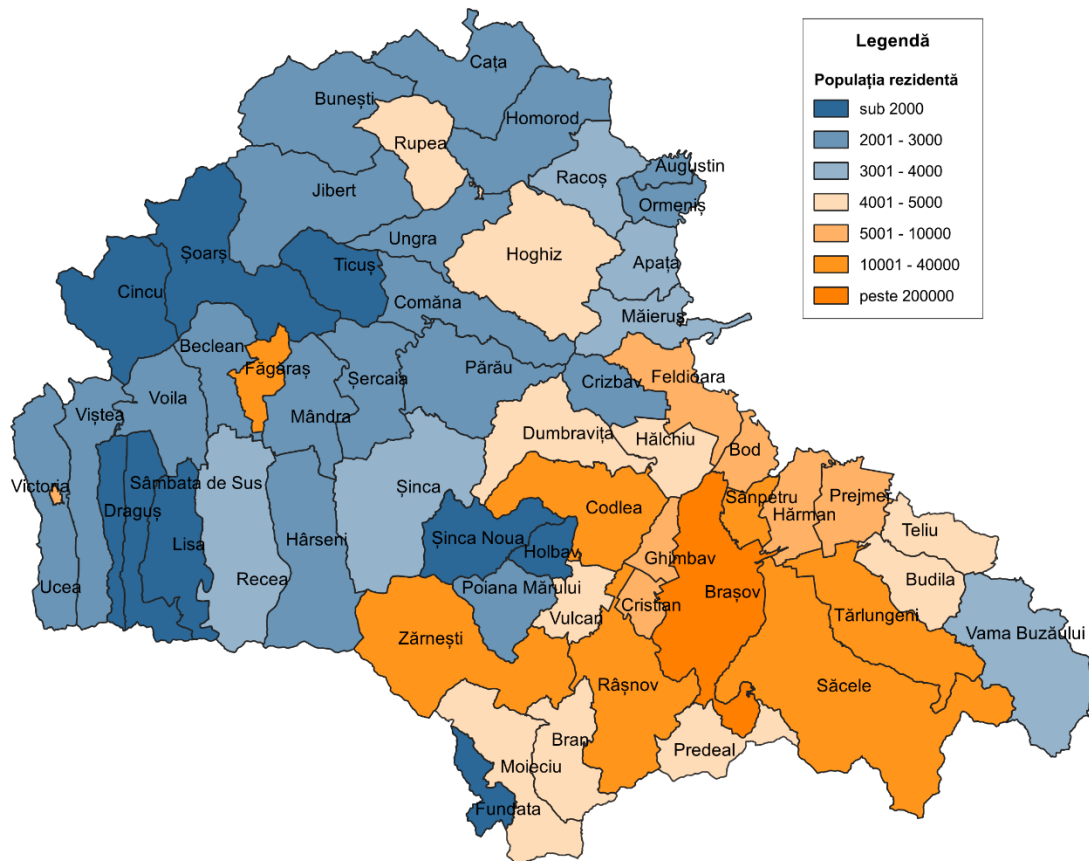 Legendă
Populația rezidentă
sub 2000
2001 - 3000
3001 - 4000
4001 - 5000
5001 - 10000
10001 - 40000
peste 200000
Cața
Bunești
Homorod
Rupea
Augustin
Racoș
Jibert
Ormeniș
Ungra
Șoarș
Hoghiz
Apața
Ticuș
Cincu
Comăna
Măieruș
Beclean
Făgăraș
Părău
Șercaia
Feldioara
Crizbav
Voila
Viștea
Mândra
Dumbravița
Hălchiu
Bod
Victoria
Sâmbata de Sus
Șinca
Sânpetru
Prejmer
Draguș
Codlea
Hărman
Teliu
Șinca Noua
Lisa
Hârseni
Holbav
Ghimbav
Recea
Budila
Ucea
Poiana Mărului
Brașov
Cristian
Vulcan
Tărlungeni
Zărnești
Vama Buzăului
Râșnov
Săcele
Bran
Predeal
Moieciu
Fundata